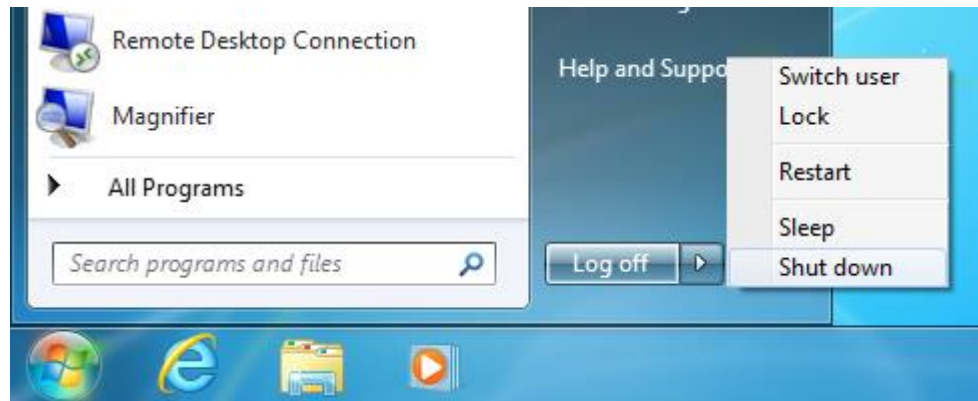 Remote Desktop Connection
Magnifier
All Programs
Search programs and files
Help and Suppo
Log off
Switch user
Lock
Restart
Sleep
Shut down